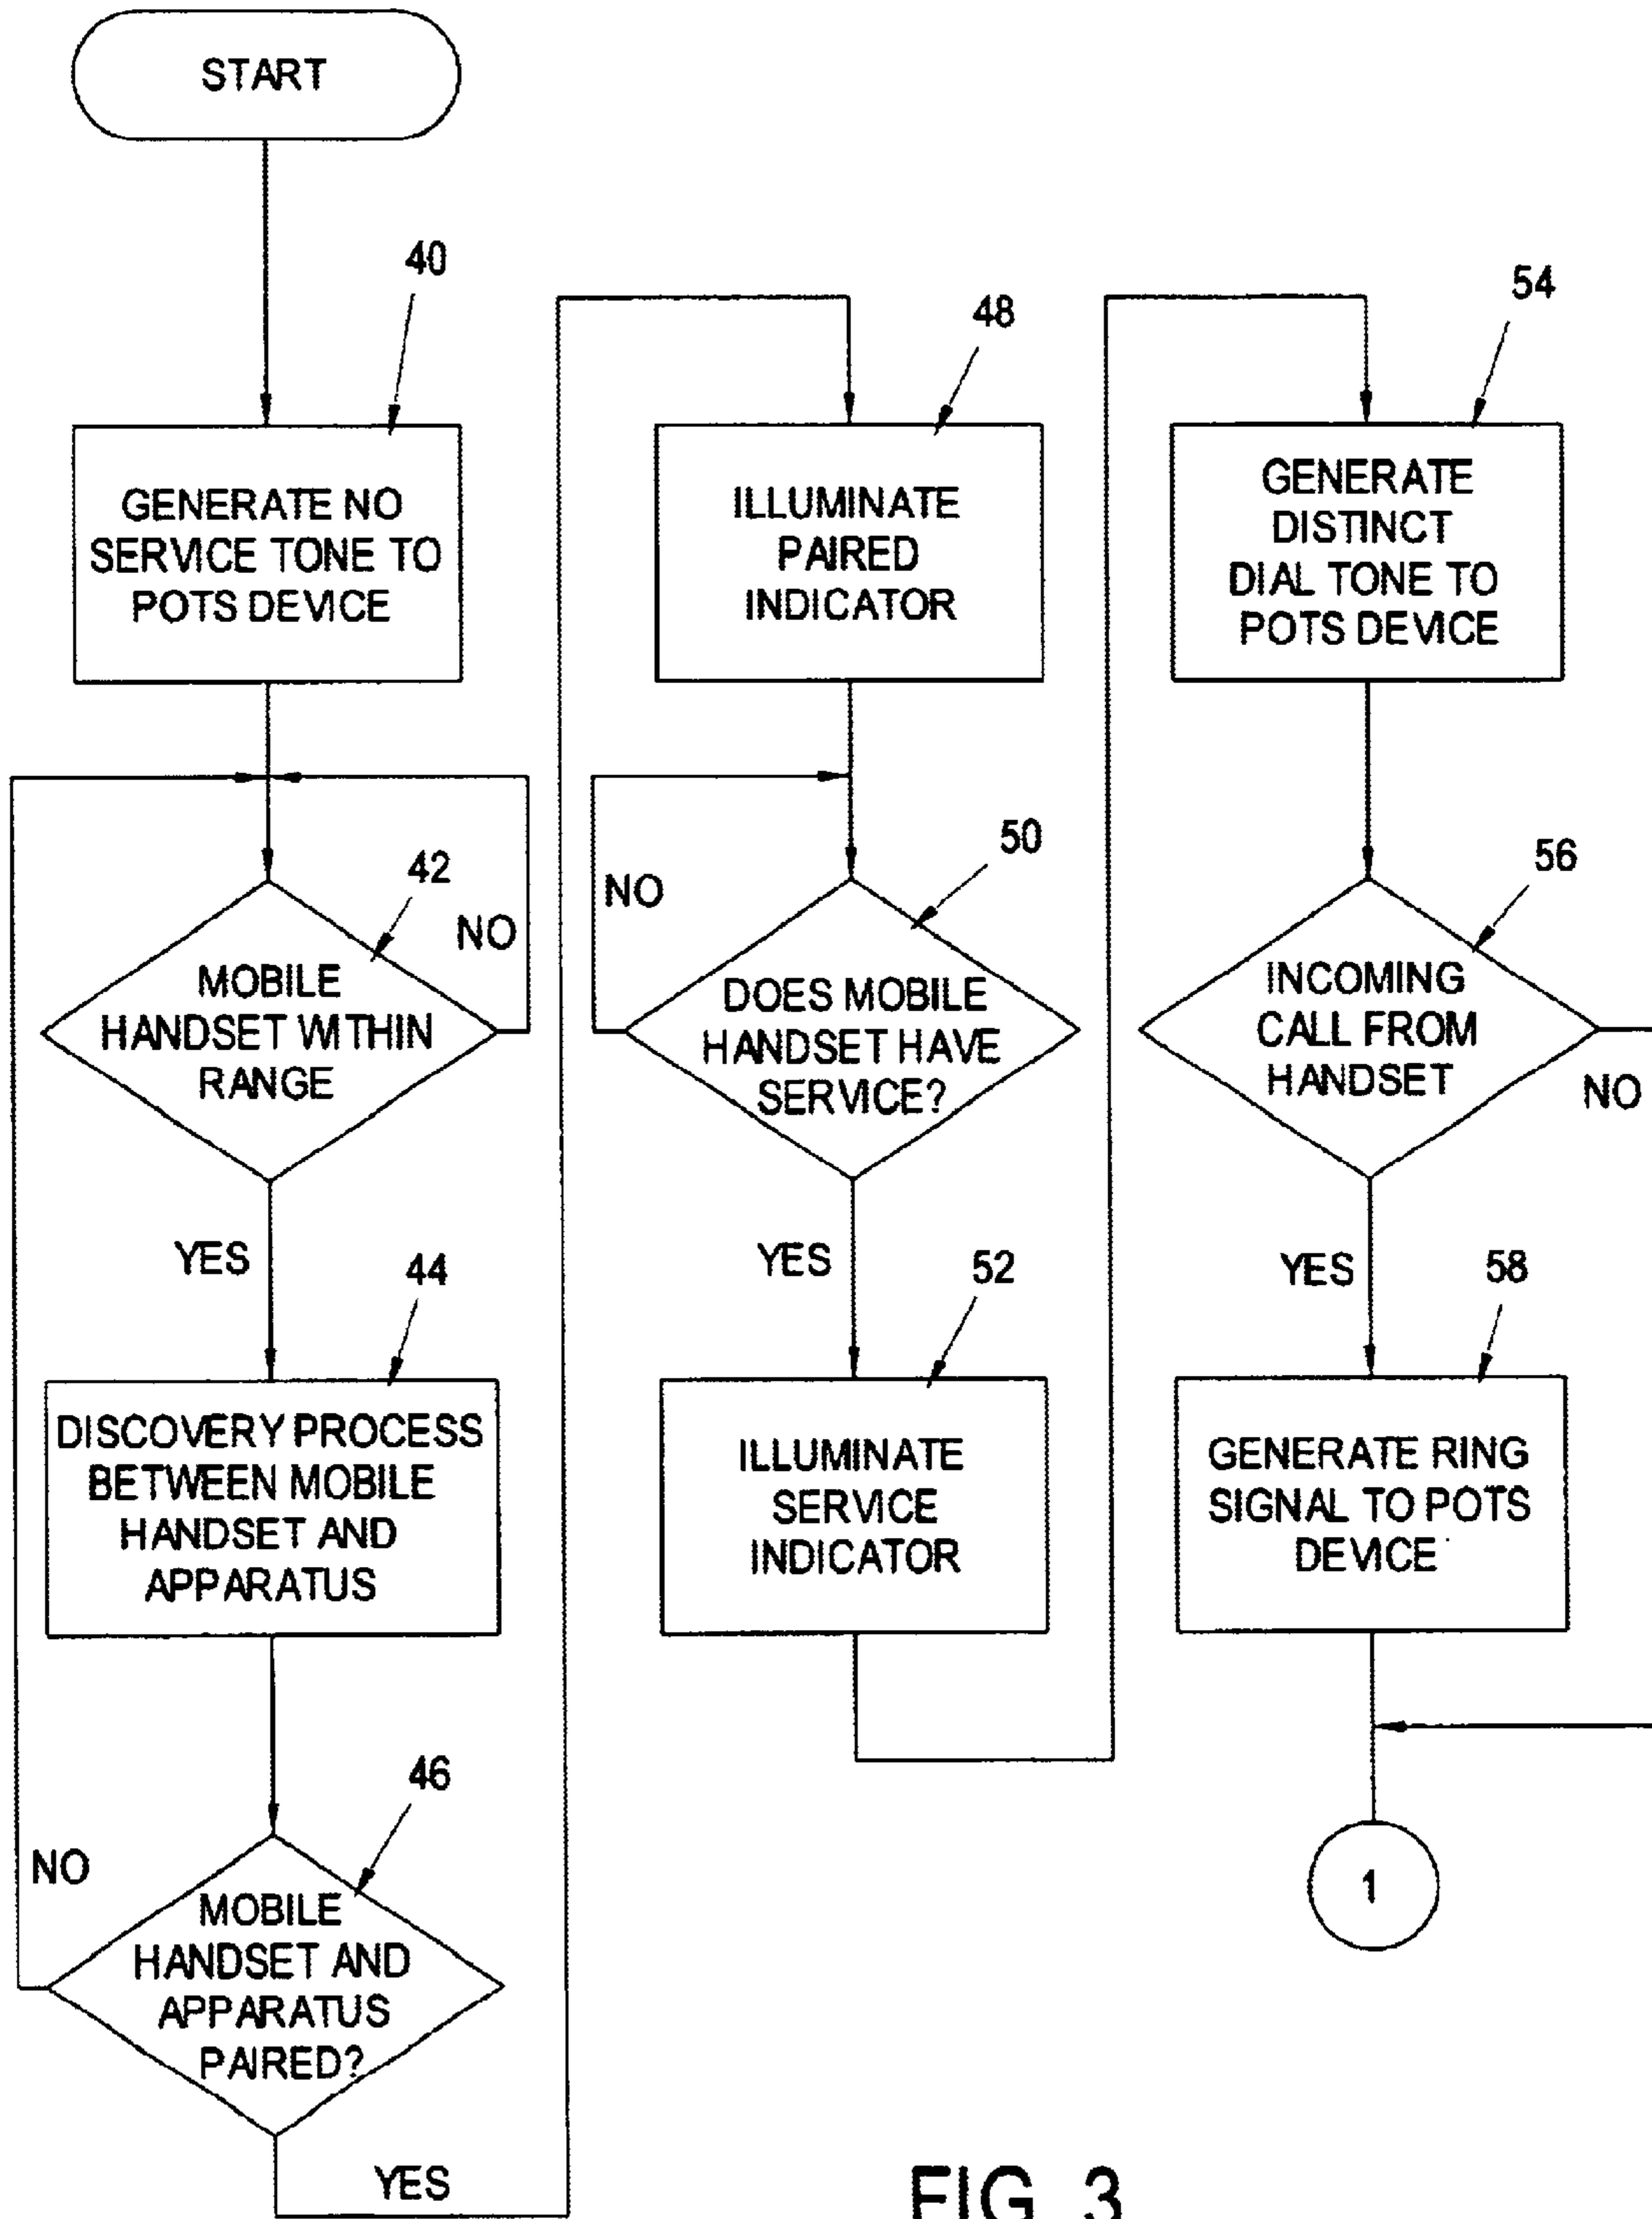 START
40
GENERATE NO
SERVICE TONE TO
POTS DEVICE
42
NO
MOBILE
HANDSET WITHIN
RANGE
YES
44
DISCOVERY PROCESS
BETWEEN MOBILE
HANDSET AND
APPARATUS
46
NO
MOBILE
HANDSET AND
APPARATUS
PAIRED?
YES
48
ILLUMINATE
PAIRED
INDICATOR
50
NO
DOES MOBILE
HANDSET HAVE
SERVICE?
YES
52
ILLUMINATE
SERVICE
INDICATOR
54
GENERATE
DISTINCT
DIAL TONE TO
POTS DEVICE
56
INCOMING
CALL FROM
HANDSET
NO
YES
58
GENERATE RING
SIGNAL TO POTS
DEVICE
1
FIG. 3